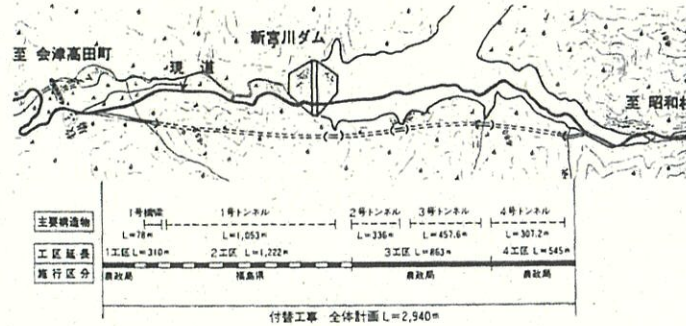 新宮川ダム
至 会津高田町
現 道
至 昭和村
主要構造物
1号橋梁 1号トンネル 2号トンネル 3号トンネル 4号トンネル
L=78m L=1,053m L=336m L=457.6m L=307.2m
工区延長 1工区 L=310m 2工区 L=1,222m 3工区 L=863m 4工区 L=545m
施行区分 農政局 福島県 農政局 農政局
付替工事 全体計画 L=2,940m